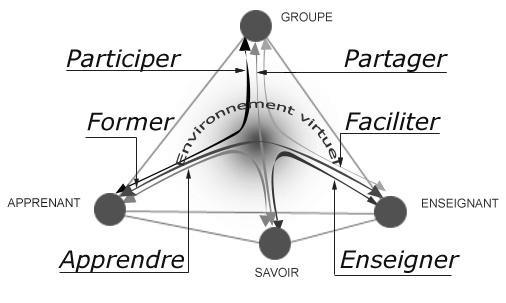 GROUPE
Participer
Partager
Environnement virtuel
Former
Faciliter
APPRENANT
ENSEIGNANT
Apprendre
Enseigner
SAVOIR